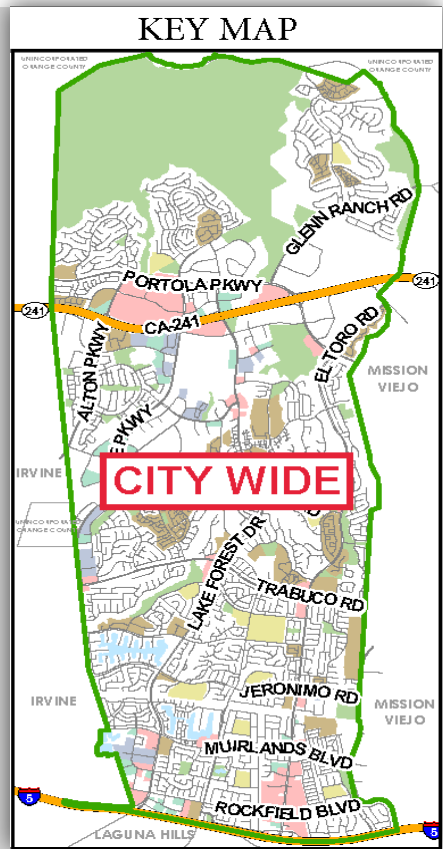 KEY MAP
UNINCORPORATED
ORANGE COUNTY
UNINCORPORATED
ORANGE COUNTY
GLENN RANCH RD
PORTOLA PKWY
241
241
CA-241
EL TORO RD
ALTON PKWY
MISSION
VIEJO
E PKWY
IRVINE
CITY WIDE
UNINCORPORATED
ORANGE COUNTY
LAKE FOREST DR
TRABUCO RD
IRVINE
JERONIMO RD
MISSION
VIEJO
MUIRLANDS BLVD
5
ROCKFIELD BLVD
5
LAGUNA HILLS